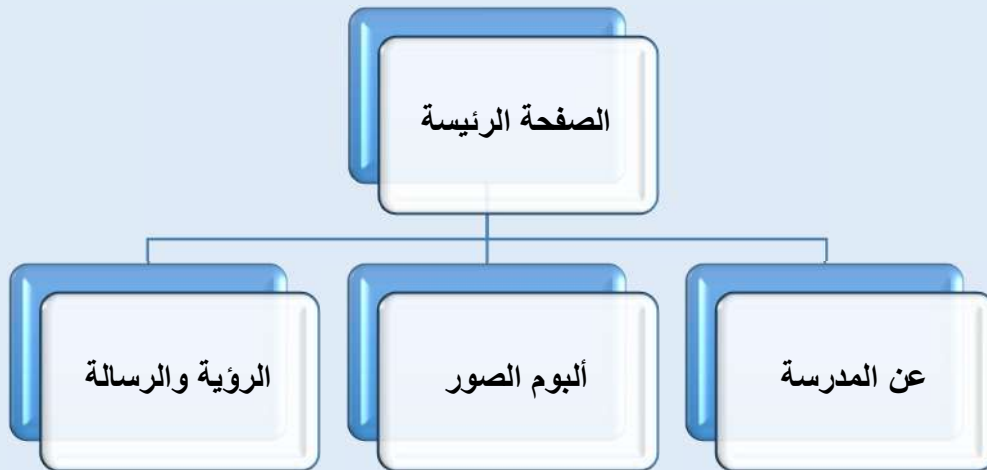 الصفحة الرئيسة
عن المدرسة
ألبوم الصور
الرؤية والرسالة